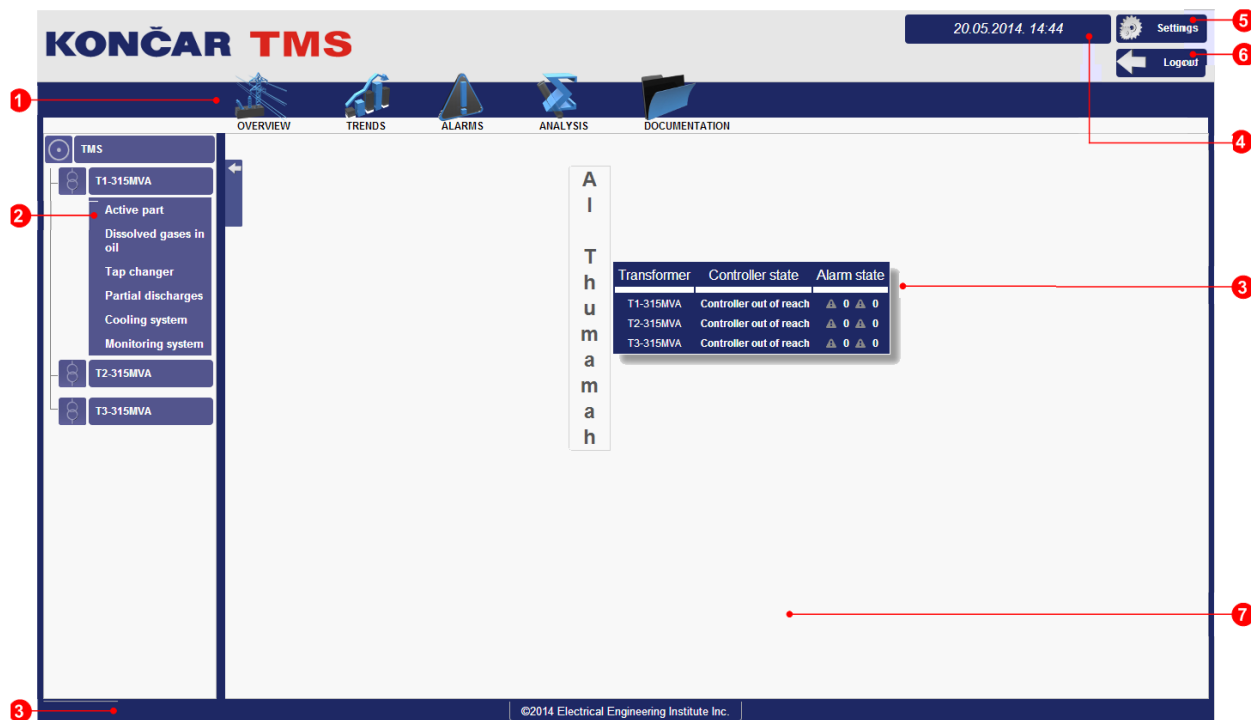 KONČAR TMS
20.05.2014. 14:44
Settings
5
Logout
6
1
OVERVIEW
TRENDS
ALARMS
ANALYSIS
DOCUMENTATION
4
TMS
T1-315MVA
2
Active part
Dissolved gases in
oil
Tap changer
Partial discharges
Cooling system
Monitoring system
T2-315MVA
T3-315MVA
Al Thumamah
Transformer Controller state Alarm state
3
T1-315MVA Controller out of reach 0 0
T2-315MVA Controller out of reach 0 0
T3-315MVA Controller out of reach 0 0
7
3
©2014 Electrical Engineering Institute Inc.